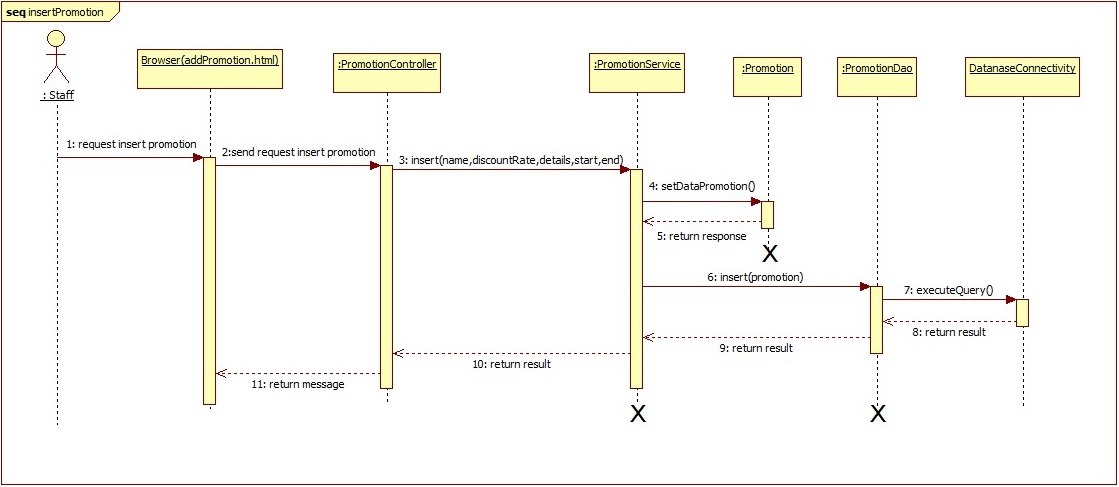 seq insertPromotion
: Staff
Browser(addPromotion.html)
:PromotionController
:PromotionService
:Promotion
:PromotionDao
DatanaseConnectivity
1: request insert promotion
2:send request insert promotion
3: insert(name,discountRate,details,start,end)
4: setDataPromotion()
5: return response
X
6: insert(promotion)
7: executeQuery()
8: return result
9: return result
10: return result
11: return message
X
X